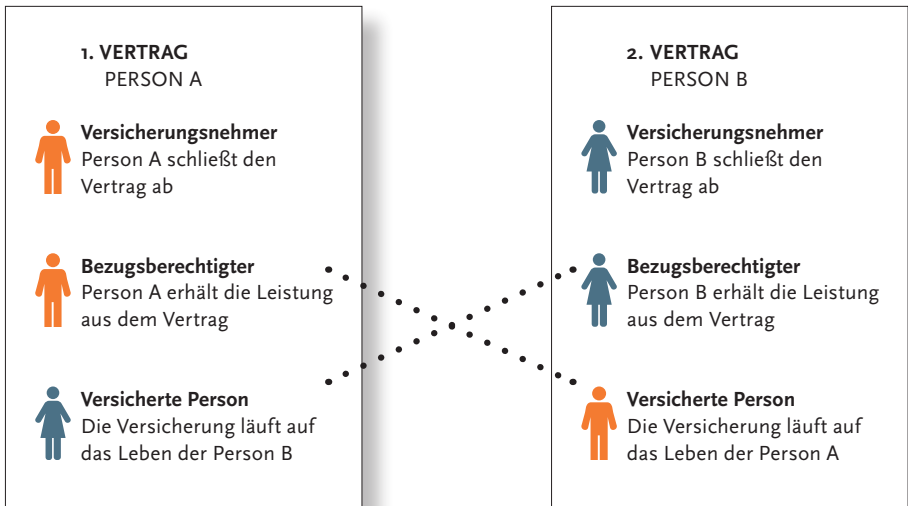 1. VERTRAG
PERSON A
Versicherungsnehmer
Person A schließt den
Vertrag ab
Bezugsberechtigter
Person A erhält die Leistung
aus dem Vertrag
Versicherte Person
Die Versicherung läuft auf
das Leben der Person B
2. VERTRAG
PERSON B
Versicherungsnehmer
Person B schließt den
Vertrag ab
Bezugsberechtigter
Person B erhält die Leistung
aus dem Vertrag
Versicherte Person
Die Versicherung läuft auf
das Leben der Person A